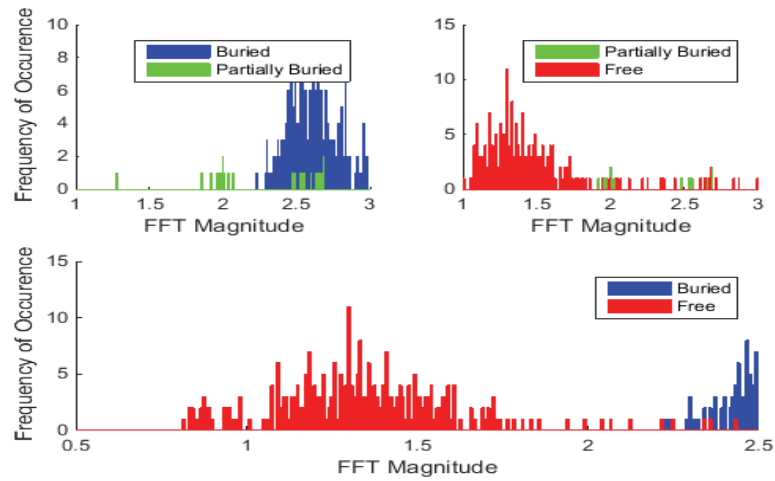 Frequency of Occurence
10
8
6
4
2
0
Buried
Partially Buried
1
1.5
2
2.5
3
FFT Magnitude
15
10
5
0
Partially Buried
Free
1
1.5
2
2.5
3
FFT Magnitude
Frequency of Occurence
15
10
5
0
Buried
Free
0.5
1
1.5
2
2.5
FFT Magnitude